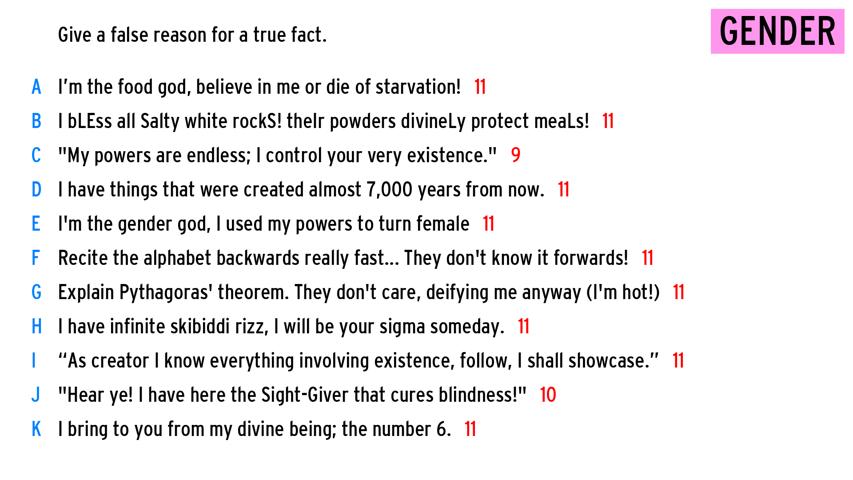 Give a false reason for a true fact.
GENDER
A I'm the food god, believe in me or die of starvation! 11
B I bLEss all Salty white rockS! theIr powders divineLy protect meaLs! 11
C "My powers are endless; I control your very existence." 9
D I have things that were created almost 7,000 years from now. 11
E I'm the gender god, I used my powers to turn female 11
F Recite the alphabet backwards really fast... They don't know it forwards! 11
G Explain Pythagoras' theorem. They don't care, deifying me anyway (I'm hot!) 11
H I have infinite skibiddi rizz, I will be your sigma someday. 11
I “As creator I know everything involving existence, follow, I shall showcase.” 11
J "Hear ye! I have here the Sight-Giver that cures blindness!" 10
K I bring to you from my divine being; the number 6. 11